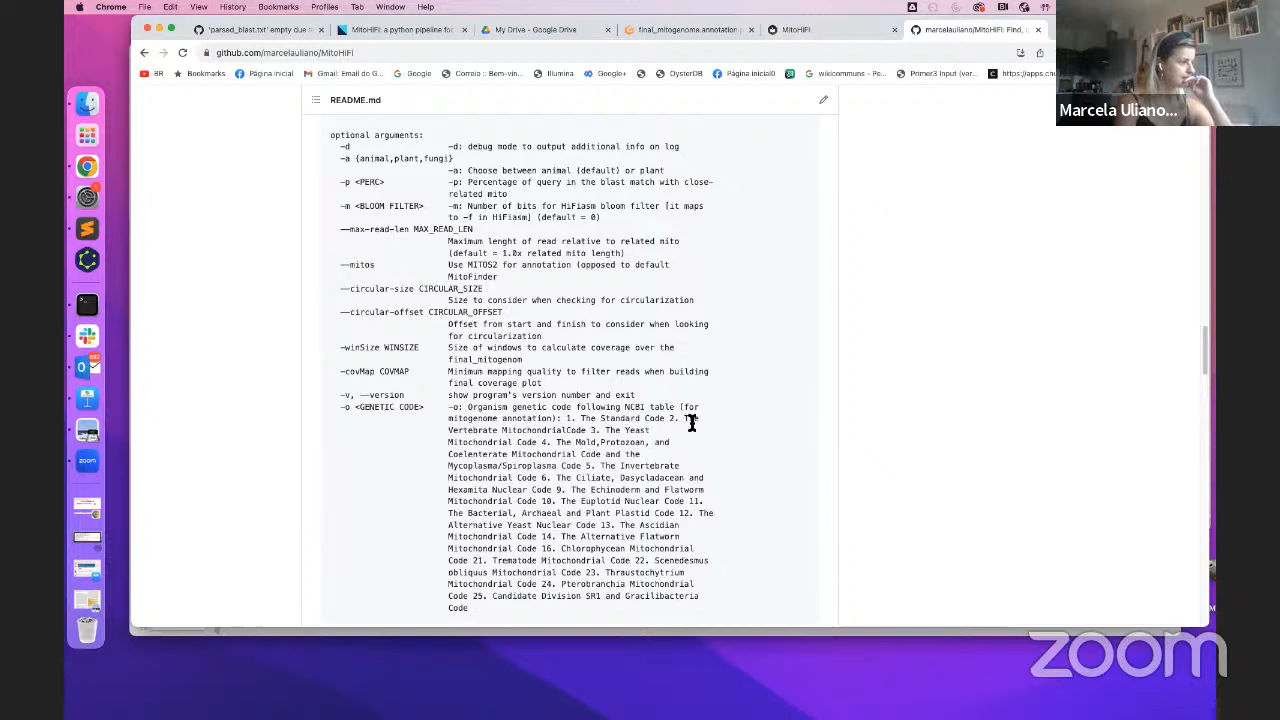 Chrome File Edit View History Bookmarks Profiles Tab Window Help
'parsed_blast.txt' empty due
MitoHiFi: a python pipeline fo
My Drive - Google Drive
final_mitogenome.annotation
MitoHiFi
marcelauliano/MitoHiFi: Find, c
github.com/marcelauliano/MitoHiFi
BR Bookmarks Página inicial Gmail: Email do G... Google Correio :: Bem-vin... Illumina Google+ OysterDB Página inicial0 wikicommuns - Pe... Primer3 Input (ver... https://apps.chu
Marcela Uliano...
README.md
optional arguments:
-d -d: debug mode to output additional info on log
-a {animal,plant,fungi}
-a: Choose between animal (default) or plant
-p <PERC> -p: Percentage of query in the blast match with close-
related mito
-m <BLOOM FILTER> -m: Number of bits for HiFiasm bloom filter [it maps
to -f in HiFiasm] (default = 0)
--max-read-len MAX_READ_LEN
Maximum lenght of read relative to related mito
(default = 1.0x related mito length)
--mitos Use MITOS2 for annotation (opposed to default
MitoFinder
--circular-size CIRCULAR_SIZE
Size to consider when checking for circularization
--circular-offset CIRCULAR_OFFSET
Offset from start and finish to consider when looking
for circularization
-winSize WINSIZE Size of windows to calculate coverage over the
final_mitogenom
-covMap COVMAP Minimum mapping quality to filter reads when building
final coverage plot
-v, --version show program's version number and exit
-o <GENETIC CODE> -o: Organism genetic code following NCBI table (for
mitogenome annotation): 1. The Standard Code 2. The
Vertebrate MitochondrialCode 3. The Yeast
Mitochondrial Code 4. The Mold,Protozoan, and
Coelenterate Mitochondrial Code and the
Mycoplasma/Spiroplasma Code 5. The Invertebrate
Mitochondrial Code 6. The Ciliate, Dasycladacean and
Hexamita Nuclear Code 9. The Echinoderm and Flatworm
Mitochondrial Code 10. The Euplotid Nuclear Code 11.
The Bacterial, Archaeal and Plant Plastid Code 12. The
Alternative Yeast Nuclear Code 13. The Ascidian
Mitochondrial Code 14. The Alternative Flatworm
Mitochondrial Code 16. Chlorophycean Mitochondrial
Code 21. Trematode Mitochondrial Code 22. Scenedesmus
obliquus Mitochondrial Code 23. Thraustochytrium
Mitochondrial Code 24. Pterobranchia Mitochondrial
Code 25. Candidate Division SR1 and Gracilibacteria
Code
zoom
zoom